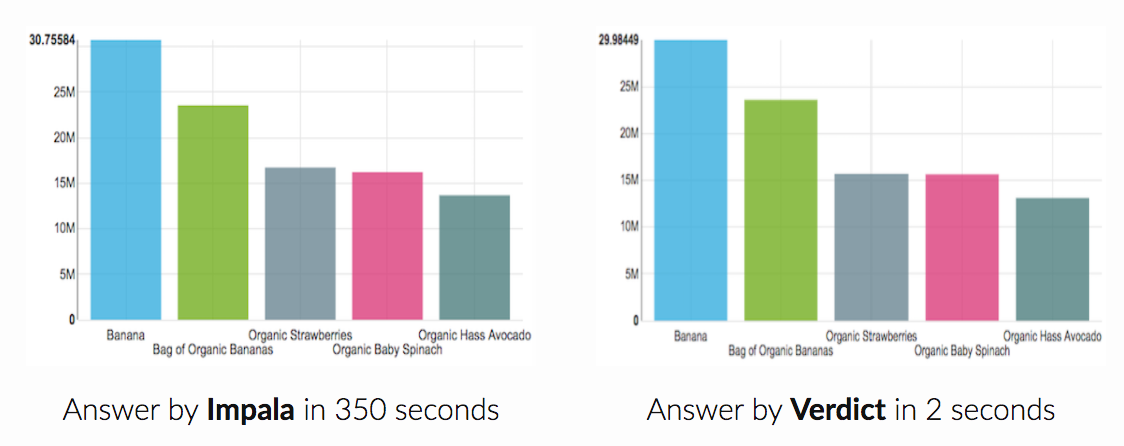 30.75584
25M
20M
15M
10M
5M
0
Banana
Organic Strawberries
Organic Hass Avocado
Bag of Organic Bananas
Organic Baby Spinach
Answer by Impala in 350 seconds
29.98449
25M
20M
15M
10M
5M
0
Banana
Organic Strawberries
Organic Hass Avocado
Bag of Organic Bananas
Organic Baby Spinach
Answer by Verdict in 2 seconds